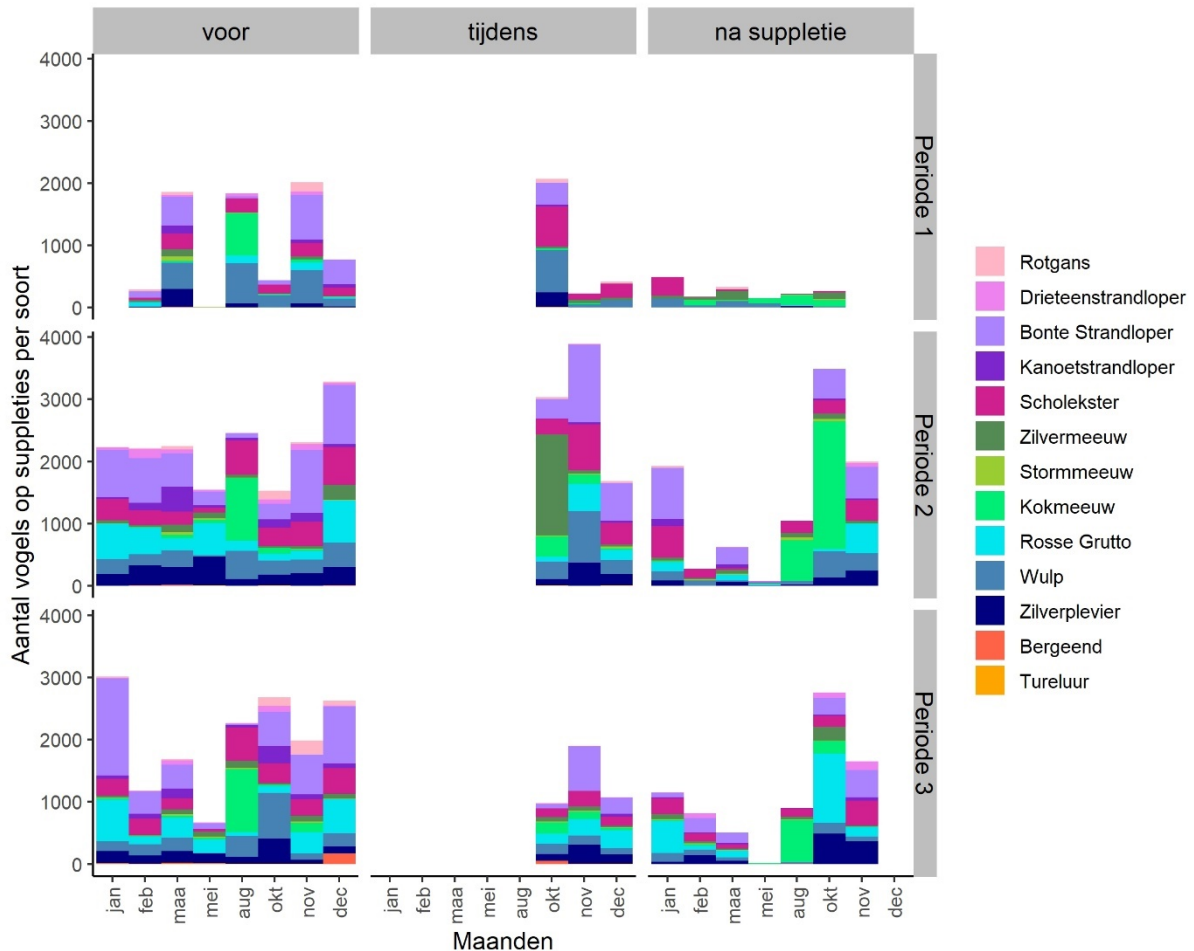 voor tijdens na suppletie
Aantal vogels op suppleties per soort
4000
3000
2000
1000
0
Periode 1
4000
3000
2000
1000
0
Periode 2
4000
3000
2000
1000
0
Periode 3
jan feb maa mei aug okt nov dec jan feb maa mei aug okt nov dec jan feb maa mei aug okt nov dec
Maanden
Rotgans
Drieteenstrandloper
Bonte Strandloper
Kanoetstrandloper
Scholekster
Zilvermeeuw
Stormmeeuw
Kokmeeuw
Rosse Grutto
Wulp
Zilverplevier
Bergeend
Tureluur